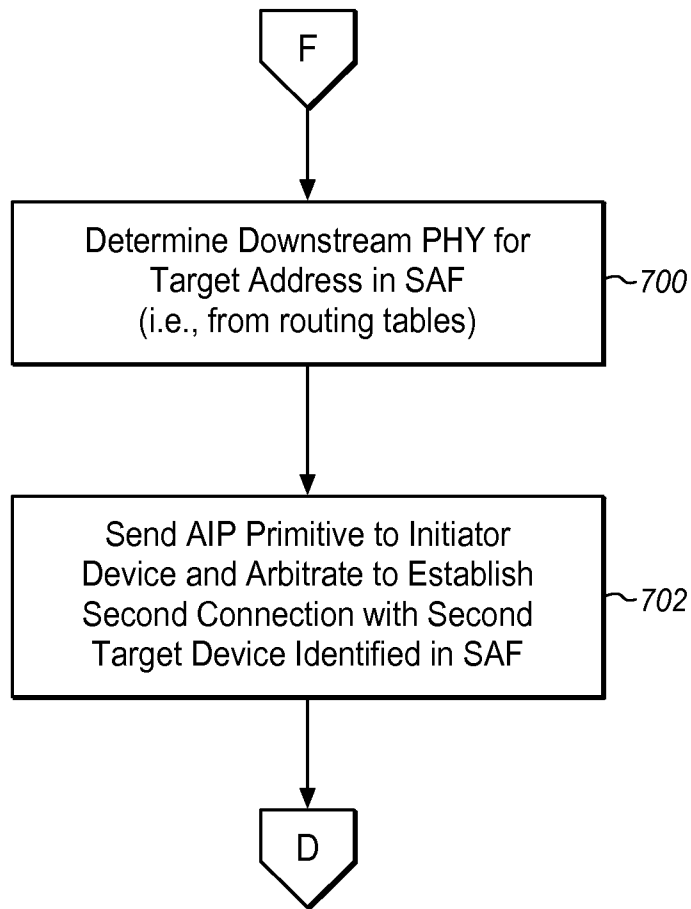 F
Determine Downstream PHY for
Target Address in SAF
(i.e., from routing tables)
700
Send AIP Primitive to Initiator
Device and Arbitrate to Establish
Second Connection with Second
Target Device Identified in SAF
702
D